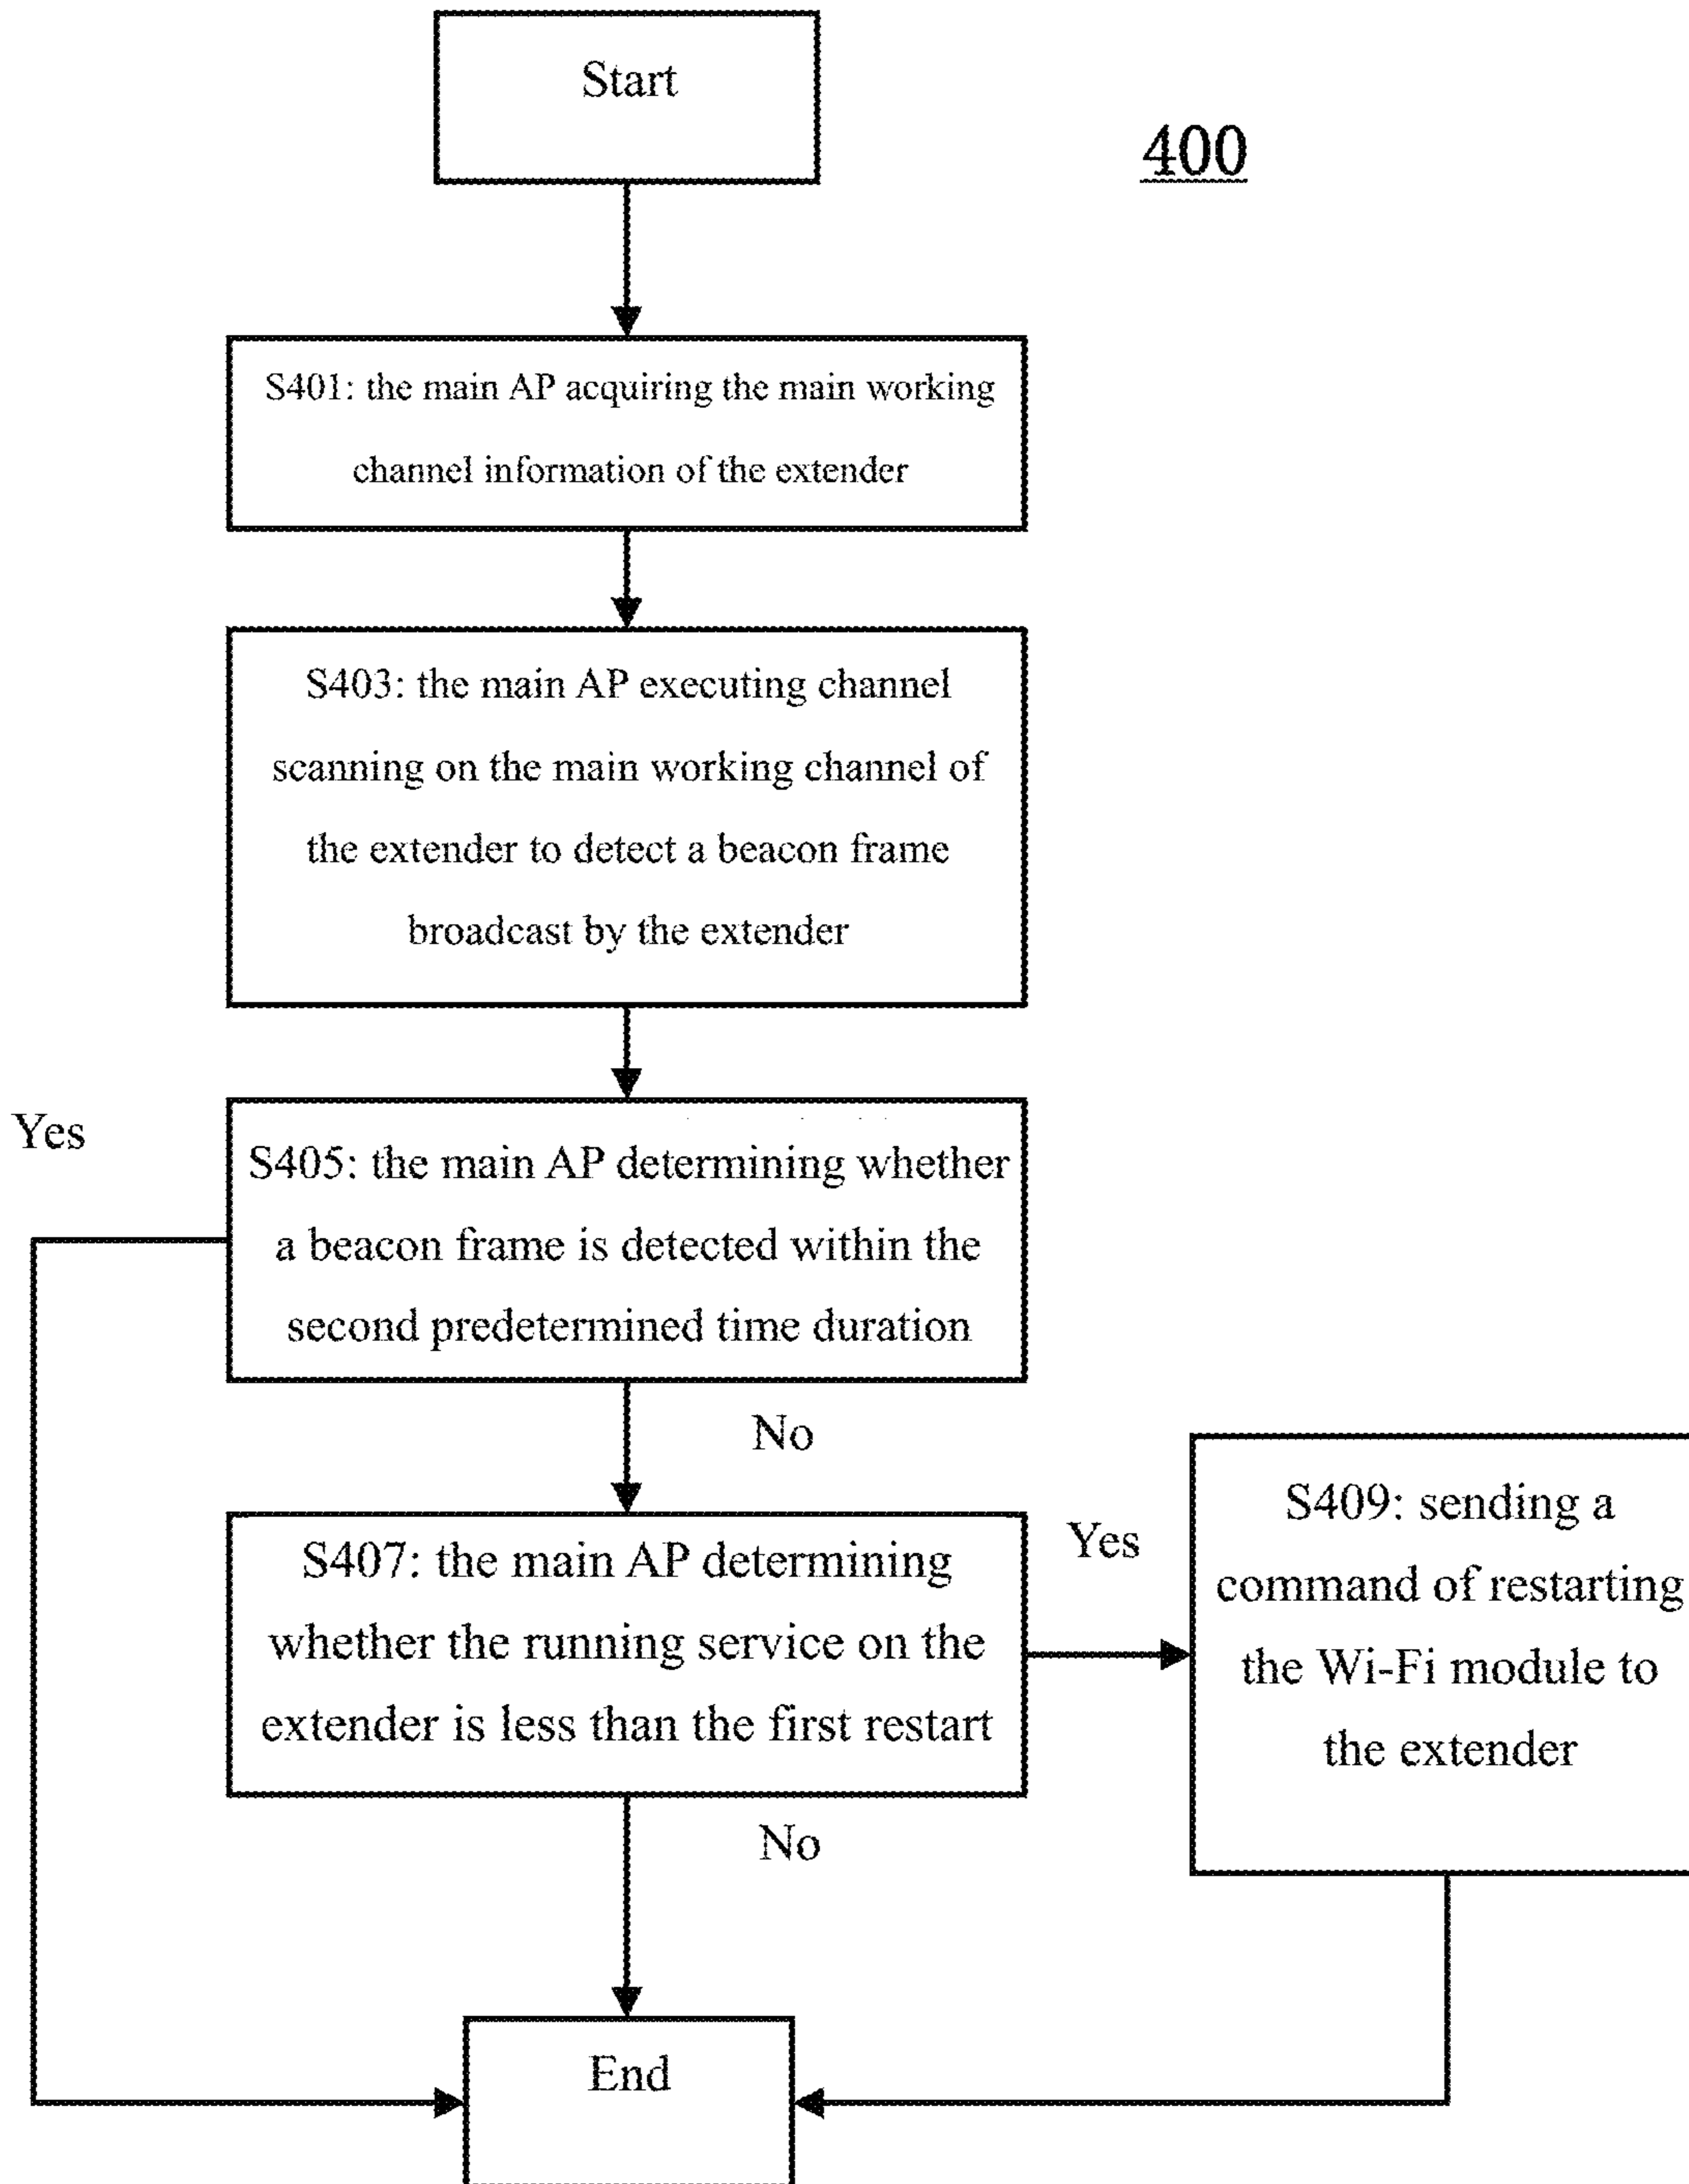 Start
400
S401: the main AP acquiring the main working
channel information of the extender
S403: the main AP executing channel
scanning on the main working channel of
the extender to detect a beacon frame
broadcast by the extender
Yes
S405: the main AP determining whether
a beacon frame is detected within the
second predetermined time duration
No
S407: the main AP determining
whether the running service on the
extender is less than the first restart
Yes
S409: sending a
command of restarting
the Wi-Fi module to
the extender
No
End